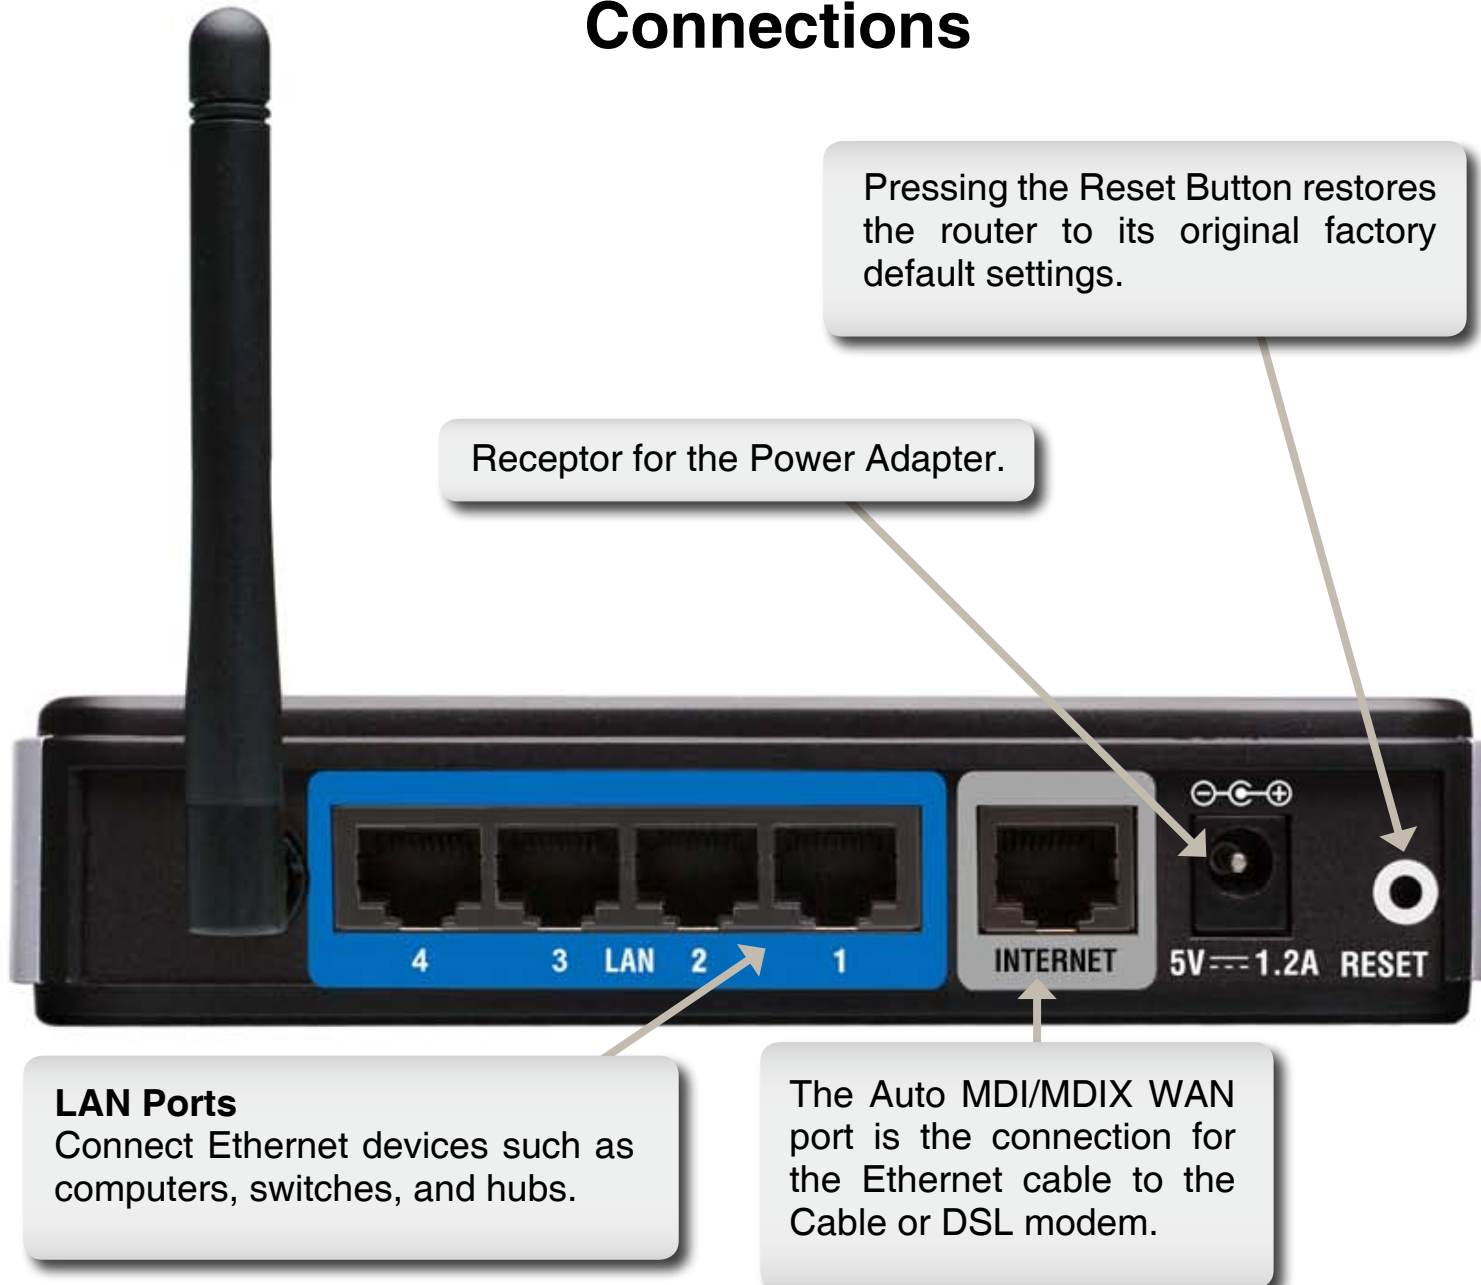 Connections
Pressing the Reset Button restores
the router to its original factory
default settings.
Receptor for the Power Adapter.
4 3 LAN 2 1
INTERNET
5V⎓1.2A
RESET
LAN Ports
Connect Ethernet devices such as
computers, switches, and hubs.
The Auto MDI/MDIX WAN
port is the connection for
the Ethernet cable to the
Cable or DSL modem.